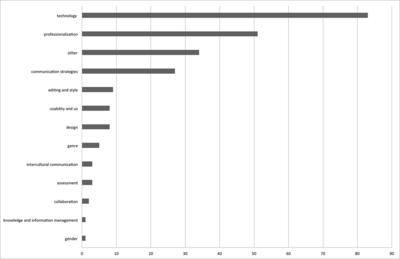 technology
professionalization
other
communication strategies
editing and style
usability and ux
design
genre
intercultural communication
assessment
collaboration
knowledge and information management
gender
0 10 20 30 40 50 60 70 80 90